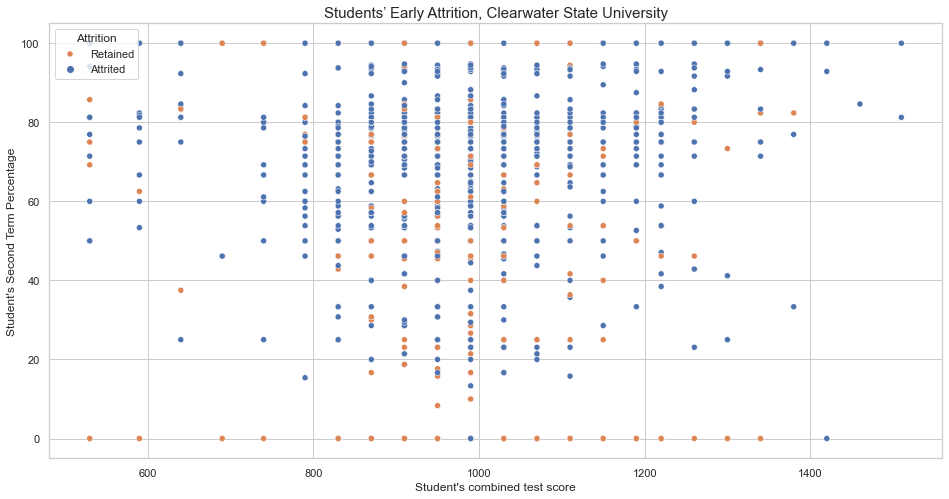 Students’ Early Attrition, Clearwater State University
Attrition
Retained
Attrited
Student's Second Term Percentage
100
80
60
40
20
0
600
800
1000
1200
1400
Student's combined test score